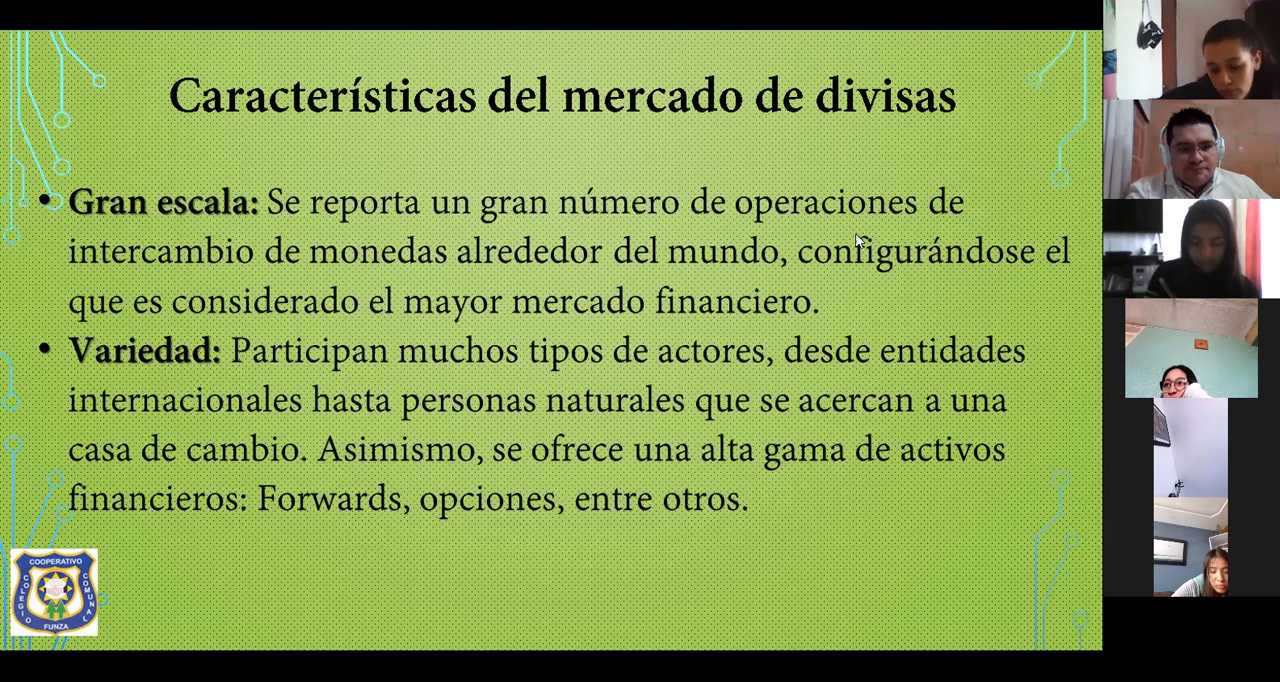 Características del mercado de divisas
• Gran escala: Se reporta un gran número de operaciones de
intercambio de monedas alrededor del mundo, configurándose el
que es considerado el mayor mercado financiero.
• Variedad: Participan muchos tipos de actores, desde entidades
internacionales hasta personas naturales que se acercan a una
casa de cambio. Asimismo, se ofrece una alta gama de activos
financieros: Forwards, opciones, entre otros.
COOPERATIVO
COLEGIO
COMUNAL
FUNZA